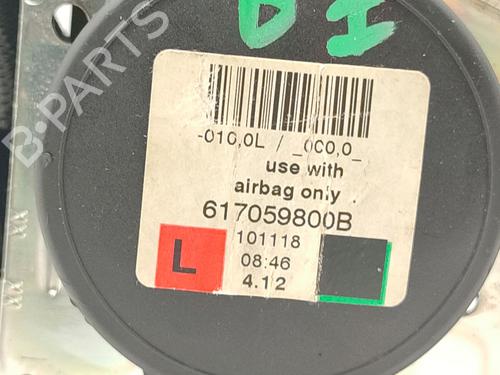 D I
B-PARTS
-010,0L / _0C0,0_
use with
airbag only
617059800B
L
101118
08:46
4.12